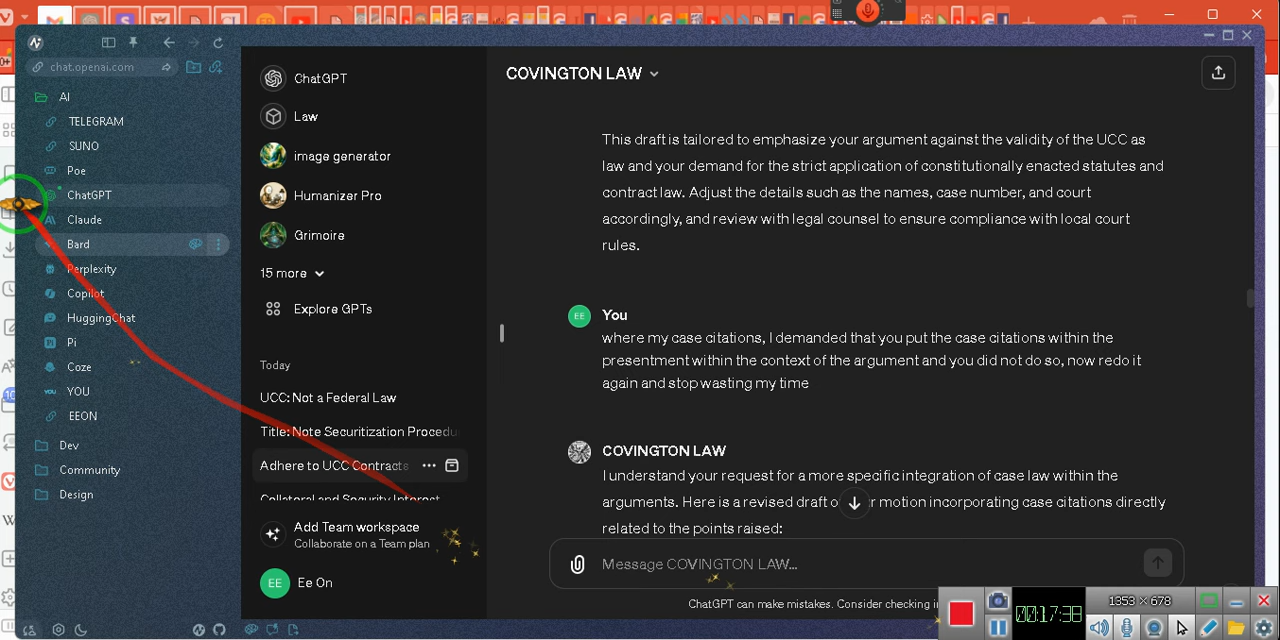 chat.openai.com
AI
TELEGRAM
SUNO
Poe
ChatGPT
Claude
Bard
Perplexity
Copilot
HuggingChat
Pi
Coze
YOU
EEON
Dev
Community
Design
ChatGPT
Law
image generator
Humanizer Pro
Grimoire
15 more
Explore GPTs
Today
UCC: Not a Federal Law
Title: Note Securitization Procedu
Adhere to UCC Contracts
Collateral and Security Interest
Add Team workspace
Collaborate on a Team plan
EE
Ee On
COVINGTON LAW
This draft is tailored to emphasize your argument against the validity of the UCC as
law and your demand for the strict application of constitutionally enacted statutes and
contract law. Adjust the details such as the names, case number, and court
accordingly, and review with legal counsel to ensure compliance with local court
rules.
EE
You
where my case citations, I demanded that you put the case citations within the
presentment within the context of the argument and you did not do so, now redo it
again and stop wasting my time
COVINGTON LAW
I understand your request for a more specific integration of case law within the
arguments. Here is a revised draft o r motion incorporating case citations directly
related to the points raised:
Message COVINGTON LAW...
ChatGPT can make mistakes. Consider checking
1353 × 678
00:17:38